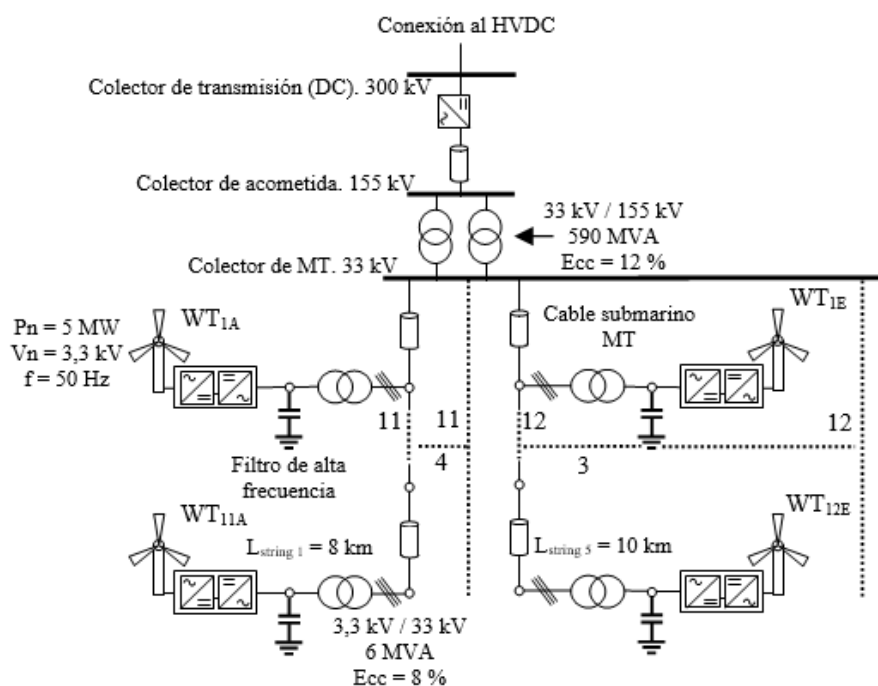 Conexión al HVDC
Colector de transmisión (DC). 300 kV
Colector de acometida. 155 kV
33 kV / 155 kV
590 MVA
Ecc = 12 %
Colector de MT. 33 kV
Pn = 5 MW
Vn = 3,3 kV
f = 50 Hz
WT1A
Cable submarino
MT
WT1E
11
11
12
12
4
3
Filtro de alta
frecuencia
WT11A
Lstring 1 = 8 km
Lstring 5 = 10 km
WT12E
3,3 kV / 33 kV
6 MVA
Ecc = 8 %